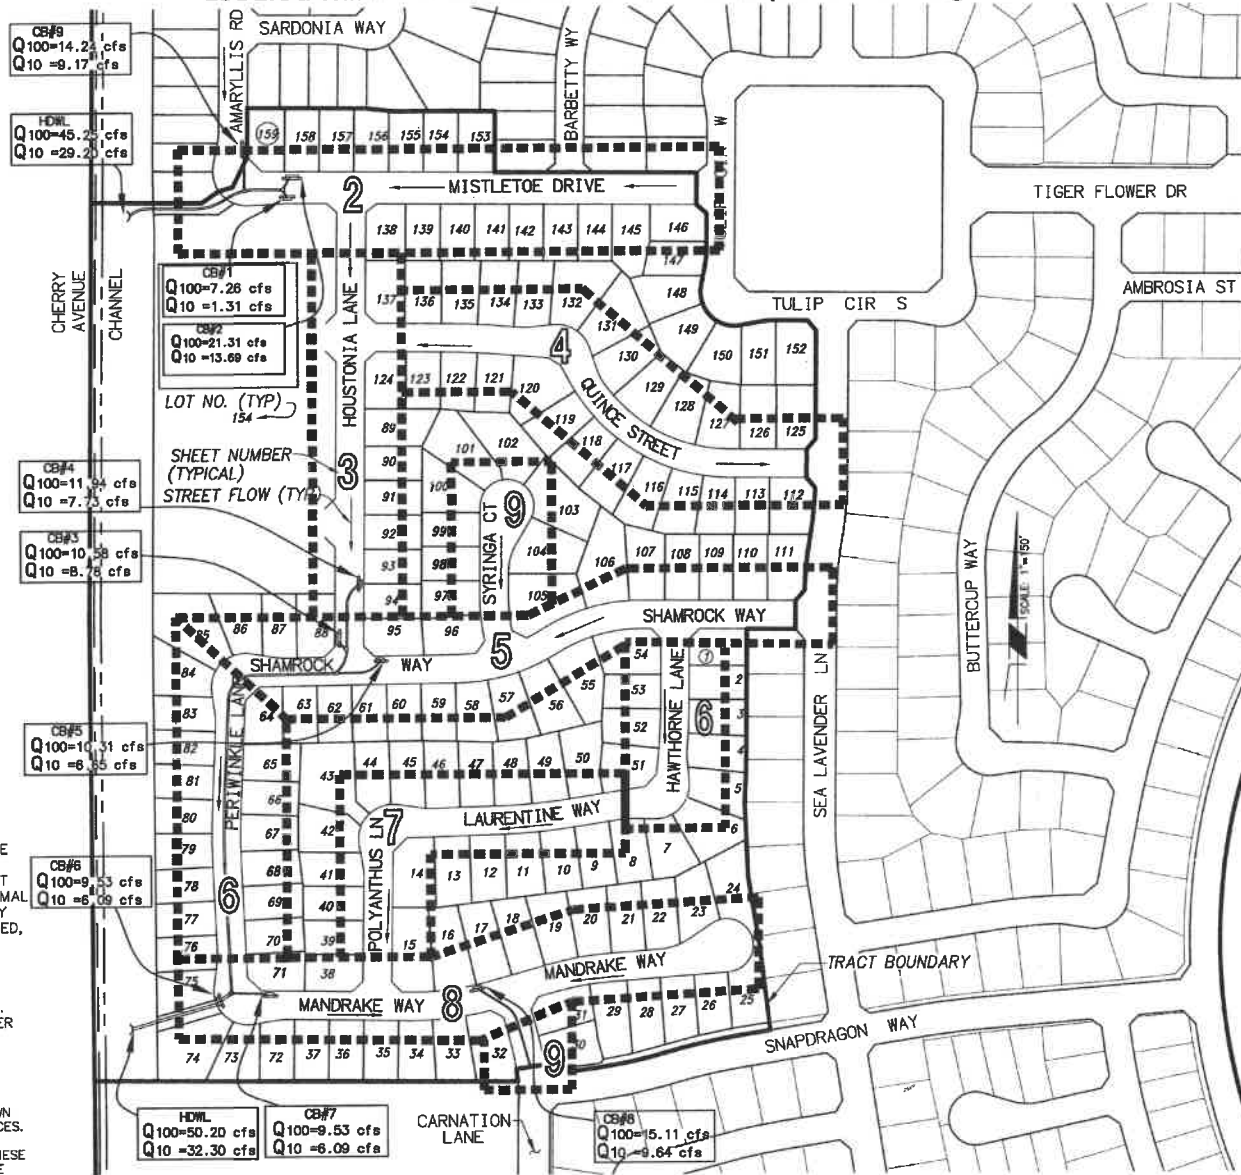 SARDONIA WAY
AMARYLLIS RD
BARBETTY WY
CB#9
Q100=14.24 cfs
Q10 =9.17 cfs
HDWL
Q100=45.25 cfs
Q10 =29.20 cfs
159 158 157 156 155 154 153
2
MISTLETOE DRIVE
TIGER FLOWER DR
138 139 140 141 142 143 144 145 146
CHERRY AVENUE
CHANNEL
CB#1
Q100=7.26 cfs
Q10 =1.31 cfs
CB#2
Q100=21.31 cfs
Q10 =13.69 cfs
LOT NO. (TYP)
154
HOUSTONIA LANE
147
148
137 136 135 134 133 132
131
149
130
150 151 152
TULIP CIR S
AMBROSIA ST
4
QUINCE STREET
129
128
127
126 125
124 123 122 121
120
119
118
117
116 115 114 113 112
SHEET NUMBER
(TYPICAL)
STREET FLOW (TYP)
3
89
90
91
92
93
94
101 102
100
99
98
97
9
SYRINGA CT
103
104
105
106 107 108 109 110 111
CB#4
Q100=11.94 cfs
Q10 =7.73 cfs
CB#3
Q100=10.58 cfs
Q10 =8.78 cfs
BUTTERCUP WAY
SCALE: 1"=150'
SHAMROCK WAY
85 86 87 88
95 96
SHAMROCK WAY
5
84
83
82
81
80
79
78
77
76
75
PERIWINKLE LANE
6
64 63 62 61 60 59 58 57
56
55
54
53
52
51
HAWTHORNE LANE
6
1
2
3
4
5
6
SEA LAVENDER LN
CB#5
Q100=10.31 cfs
Q10 =6.65 cfs
65
66
67
68
69
70
71
43 44 45 46 47 48 49 50
42
41
40
39
38
7
LAURENTINE WAY
POLYANTHUS LN
14 13 12 11 10 9 8 7
15
16 17 18 19 20 21 22 23 24
CB#6
Q100=9.53 cfs
Q10 =6.09 cfs
E
T
MAL
Y
ED,
ER
MANDRAKE WAY
TRACT BOUNDARY
MANDRAKE WAY
8
74 73 72 37 36 35 34 33 32
9
31
30
29 28 27 26 25
SNAPDRAGON WAY
WN
CES.
HESE
E
HDWL
Q100=50.20 cfs
Q10 =32.30 cfs
CB#7
Q100=9.53 cfs
Q10 =6.09 cfs
CARNATION
LANE
CB#8
Q100=15.11 cfs
Q10 =9.64 cfs